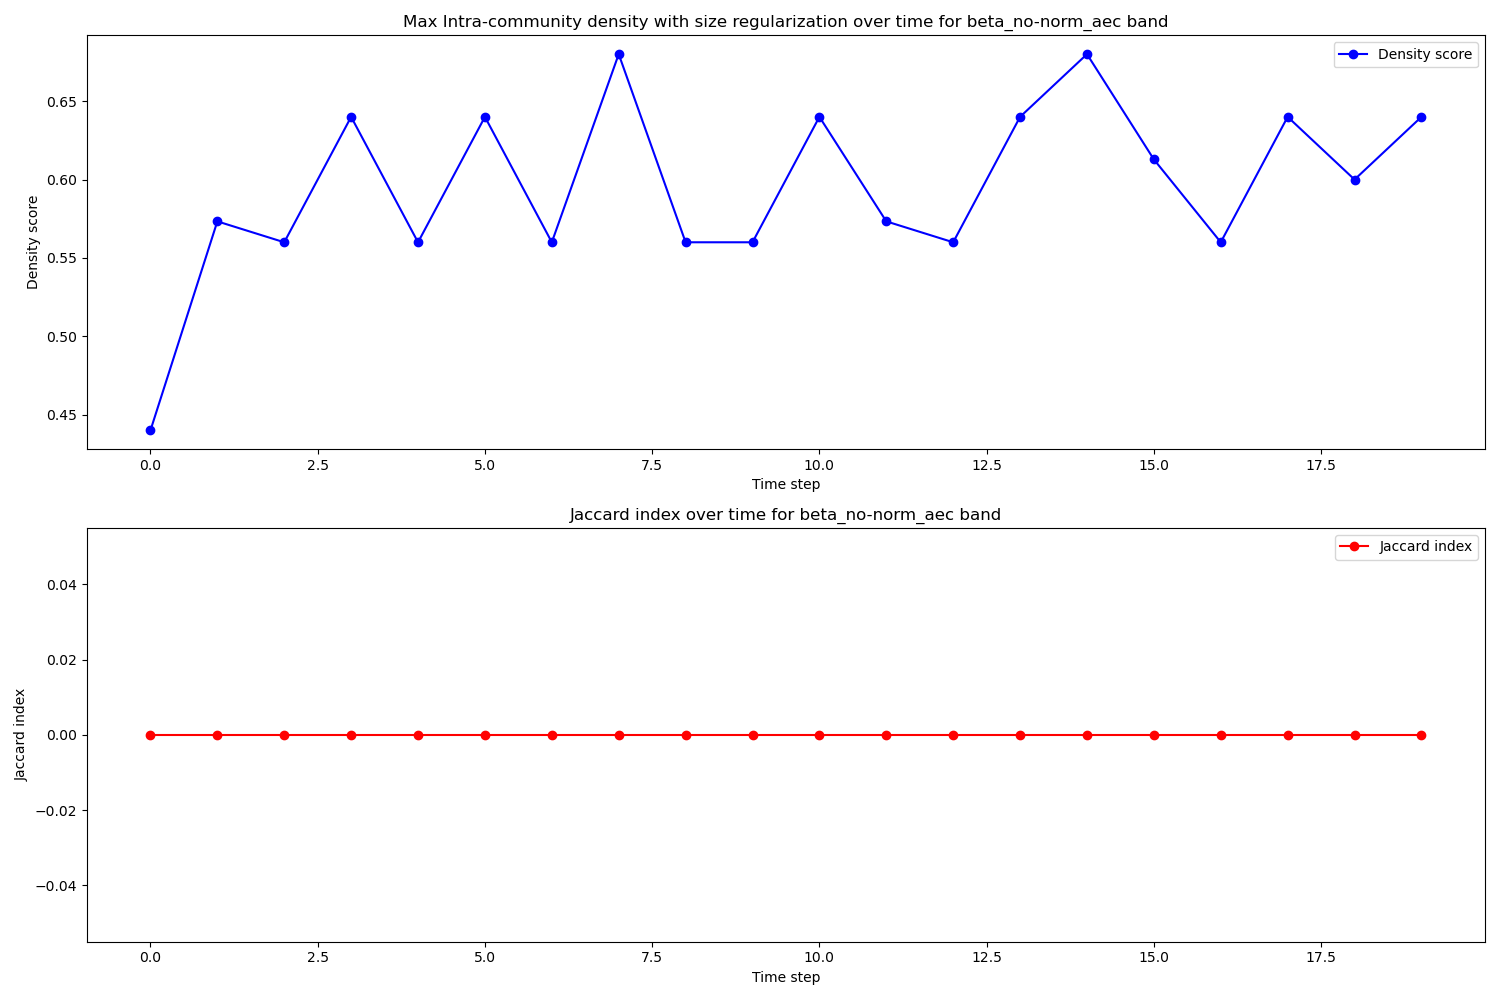 Max Intra-community density with size regularization over time for beta_no-norm_aec band
Density score
0.65
0.60
0.55
0.50
0.45
Density score
0.0 2.5 5.0 7.5 10.0 12.5 15.0 17.5
Time step
Jaccard index over time for beta_no-norm_aec band
Jaccard index
0.04
0.02
0.00
−0.02
−0.04
Jaccard index
0.0 2.5 5.0 7.5 10.0 12.5 15.0 17.5
Time step